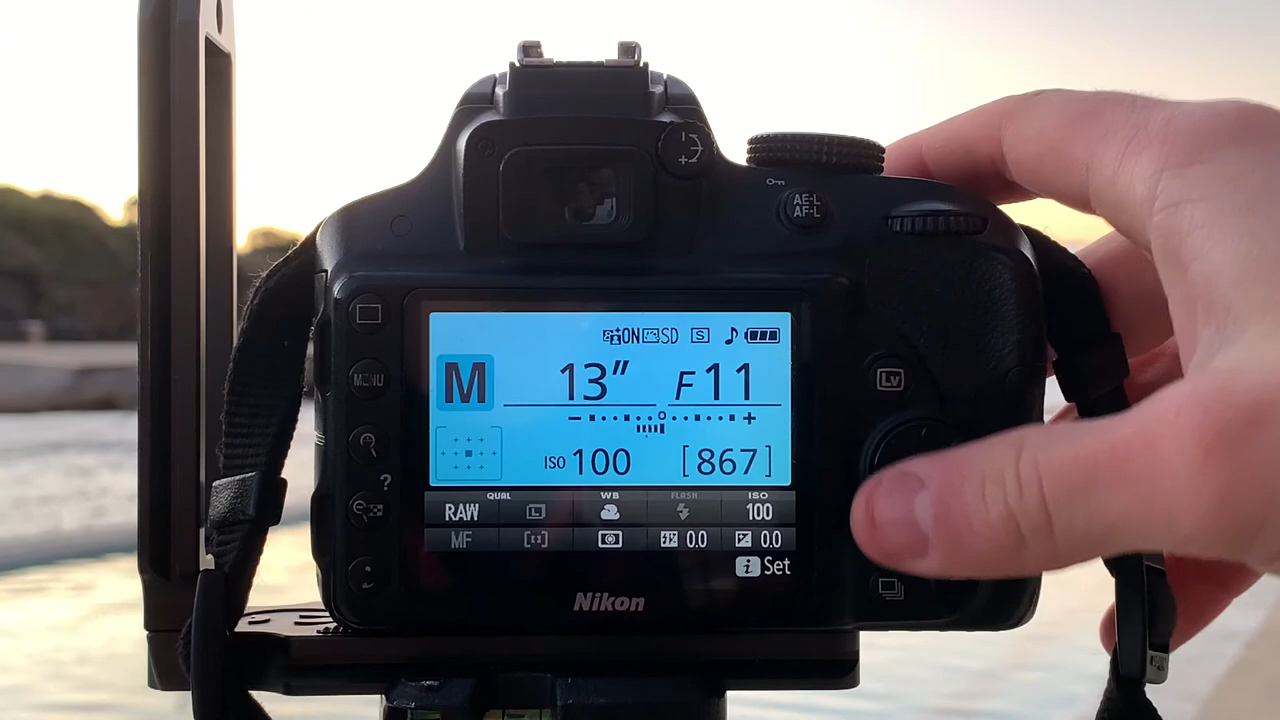 AE-L
AF-L
MENU
?
Lv
ON SD S
M 13″ F11
− 0 +
ISO 100 [867]
QUAL WB FLASH ISO
RAW L 100
MF 0.0 0.0
i Set
Nikon